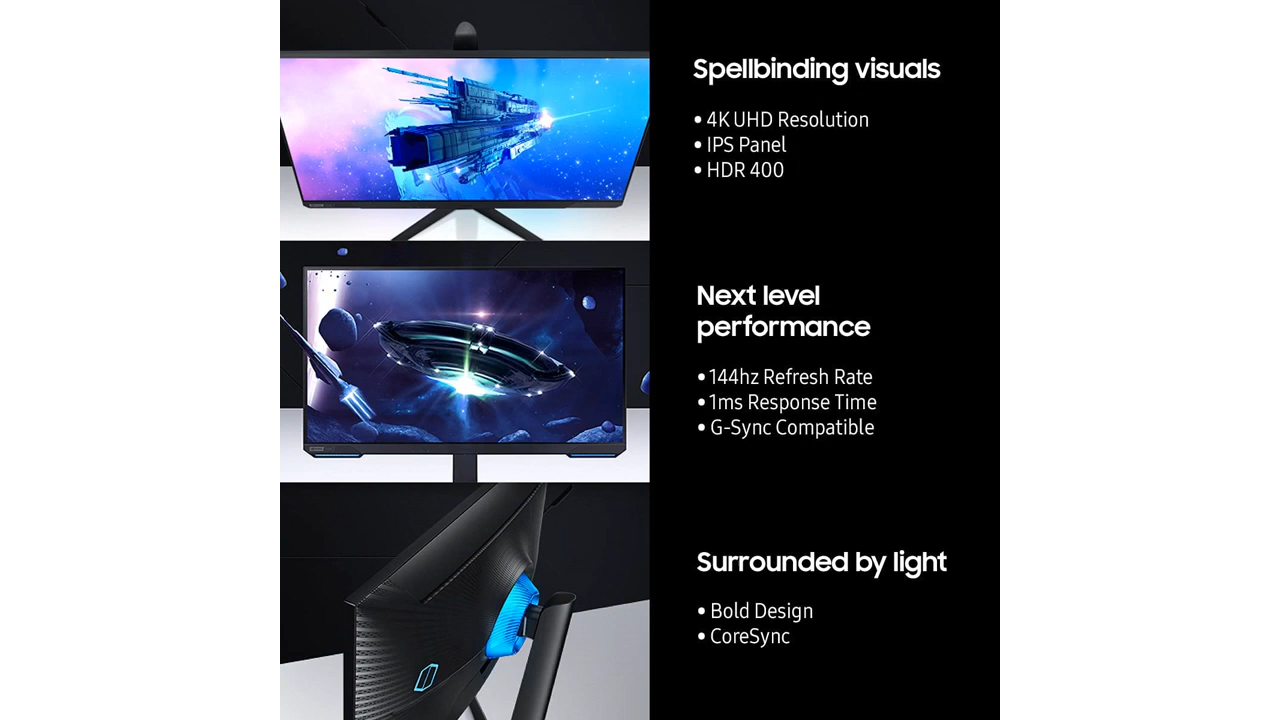 Spellbinding visuals
• 4K UHD Resolution
• IPS Panel
• HDR 400
Next level
performance
• 144hz Refresh Rate
• 1ms Response Time
• G-Sync Compatible
Surrounded by light
• Bold Design
• CoreSync